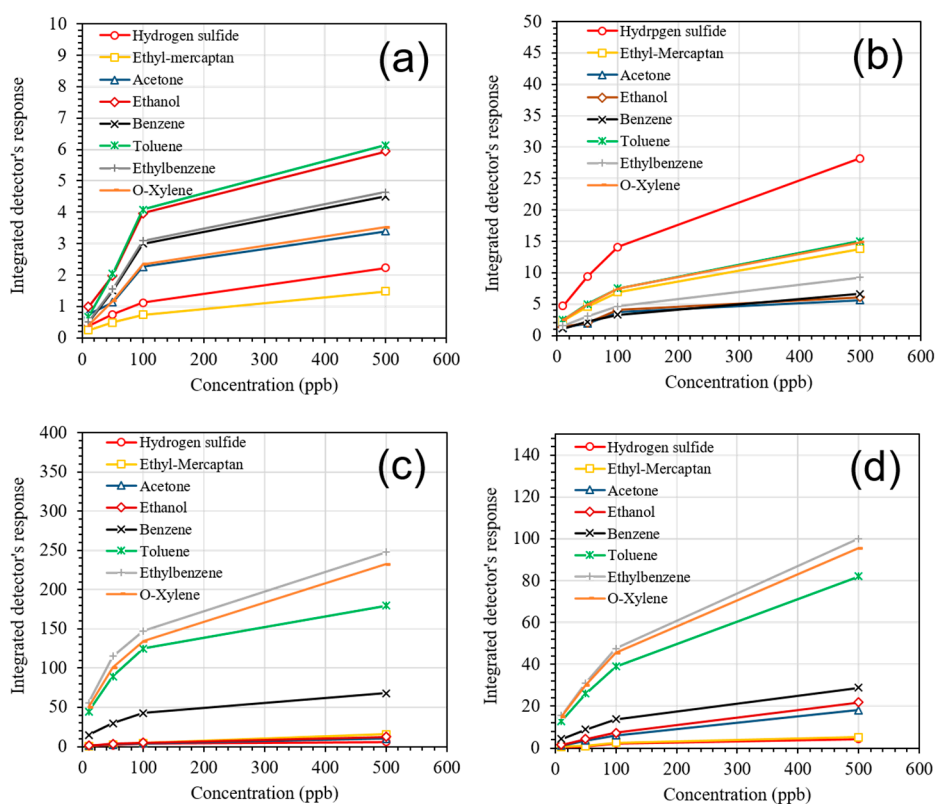 (a)
Integrated detector's response
10
9
8
7
6
5
4
3
2
1
0
Hydrogen sulfide
Ethyl-mercaptan
Acetone
Ethanol
Benzene
Toluene
Ethylbenzene
O-Xylene
0 100 200 300 400 500 600
Concentration (ppb)
(b)
Integrated detector's response
50
45
40
35
30
25
20
15
10
5
0
Hydrpgen sulfide
Ethyl-Mercaptan
Acetone
Ethanol
Benzene
Toluene
Ethylbenzene
O-Xylene
0 100 200 300 400 500 600
Concentration (ppb)
(c)
Integrated detector's response
400
350
300
250
200
150
100
50
0
Hydrogen sulfide
Ethyl-Mercaptan
Acetone
Ethanol
Benzene
Toluene
Ethylbenzene
O-Xylene
0 100 200 300 400 500 600
Concentration (ppb)
(d)
Integrated detector's response
140
120
100
80
60
40
20
0
Hydrogen sulfide
Ethyl-Mercaptan
Acetone
Ethanol
Benzene
Toluene
Ethylbenzene
O-Xylene
0 100 200 300 400 500 600
Concentration (ppb)